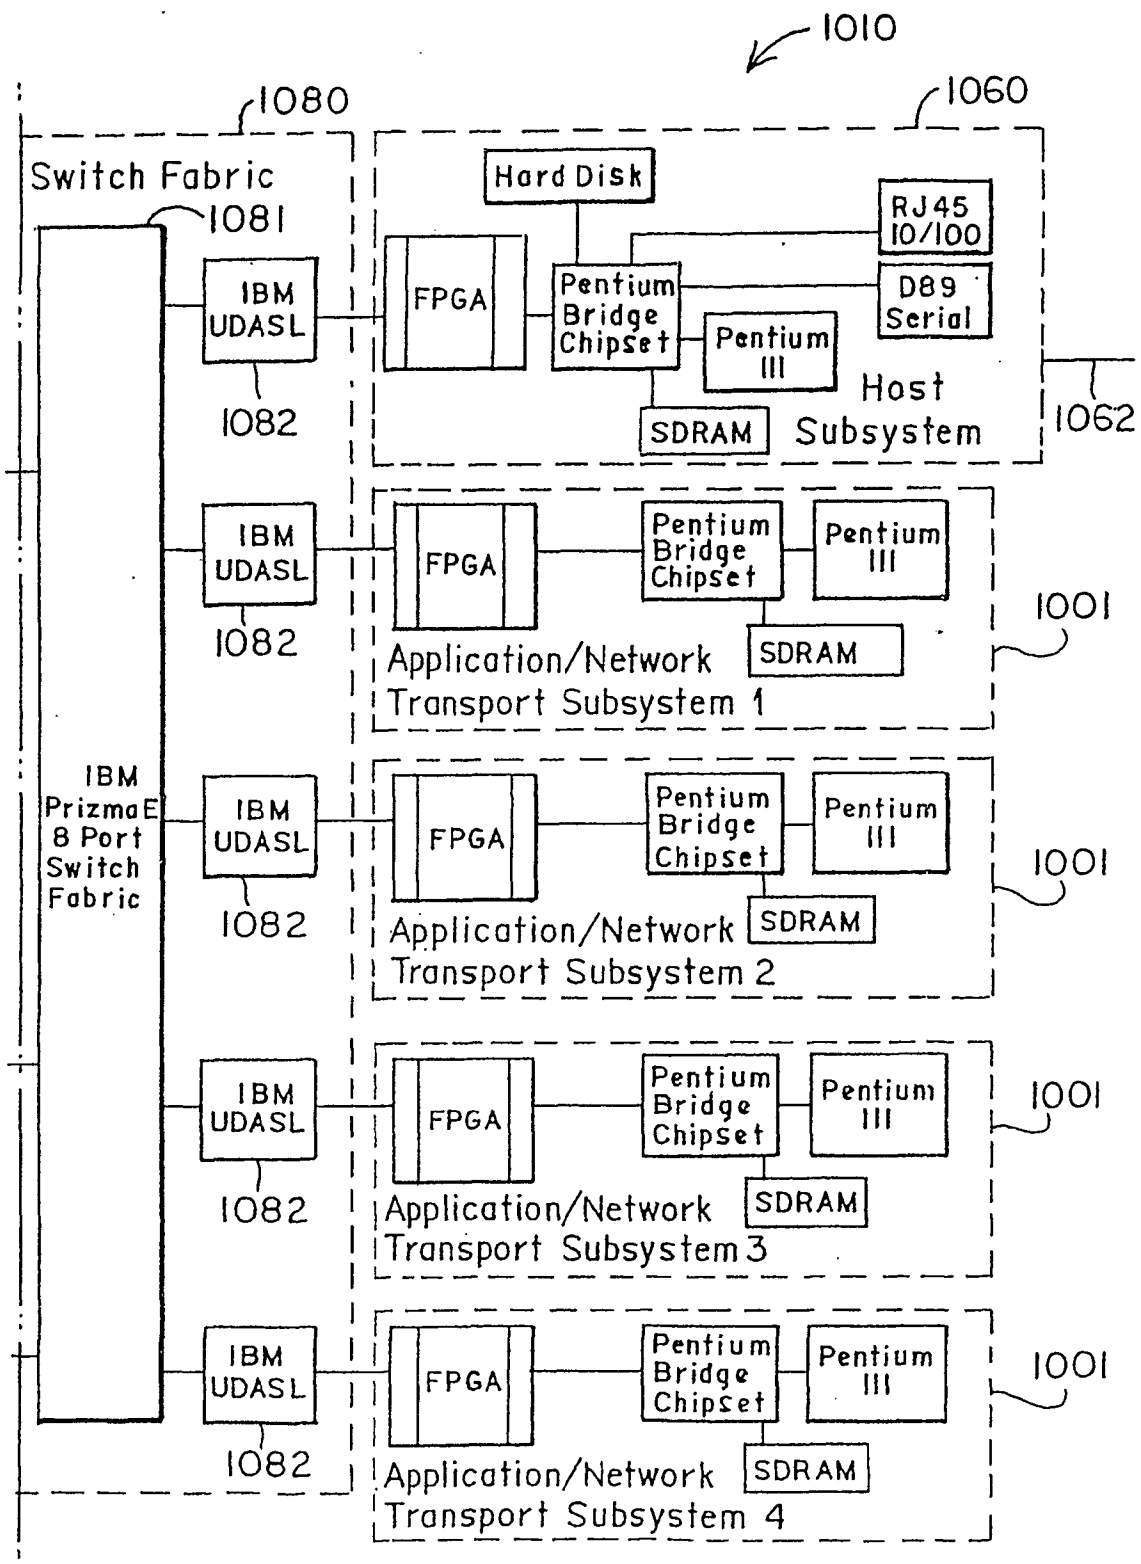 1010
1080
1060
Switch Fabric
1081
Hard Disk
RJ45
10/100
IBM
UDASL
FPGA
Pentium
Bridge
Chipset
D89
Serial
Pentium
III
1082
SDRAM
Host
Subsystem
1062
IBM
UDASL
FPGA
Pentium
Bridge
Chipset
Pentium
III
1082
1001
Application/Network
Transport Subsystem 1
SDRAM
IBM
PrizmaE
8 Port
Switch
Fabric
IBM
UDASL
FPGA
Pentium
Bridge
Chipset
Pentium
III
1082
1001
Application/Network
Transport Subsystem 2
SDRAM
IBM
UDASL
FPGA
Pentium
Bridge
Chipset
Pentium
III
1082
1001
Application/Network
Transport Subsystem 3
SDRAM
IBM
UDASL
FPGA
Pentium
Bridge
Chipset
Pentium
III
1082
1001
Application/Network
Transport Subsystem 4
SDRAM